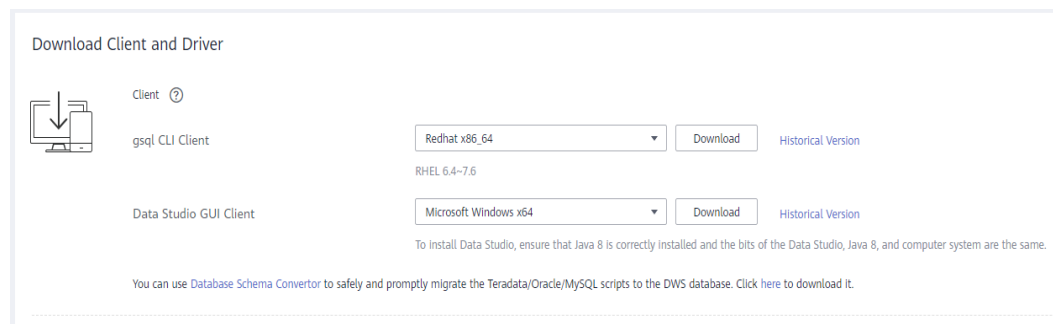 Download Client and Driver
Client ?
gsql CLI Client Redhat x86_64 Download Historical Version
RHEL 6.4~7.6
Data Studio GUI Client Microsoft Windows x64 Download Historical Version
To install Data Studio, ensure that Java 8 is correctly installed and the bits of the Data Studio, Java 8, and computer system are the same.
You can use Database Schema Convertor to safely and promptly migrate the Teradata/Oracle/MySQL scripts to the DWS database. Click here to download it.